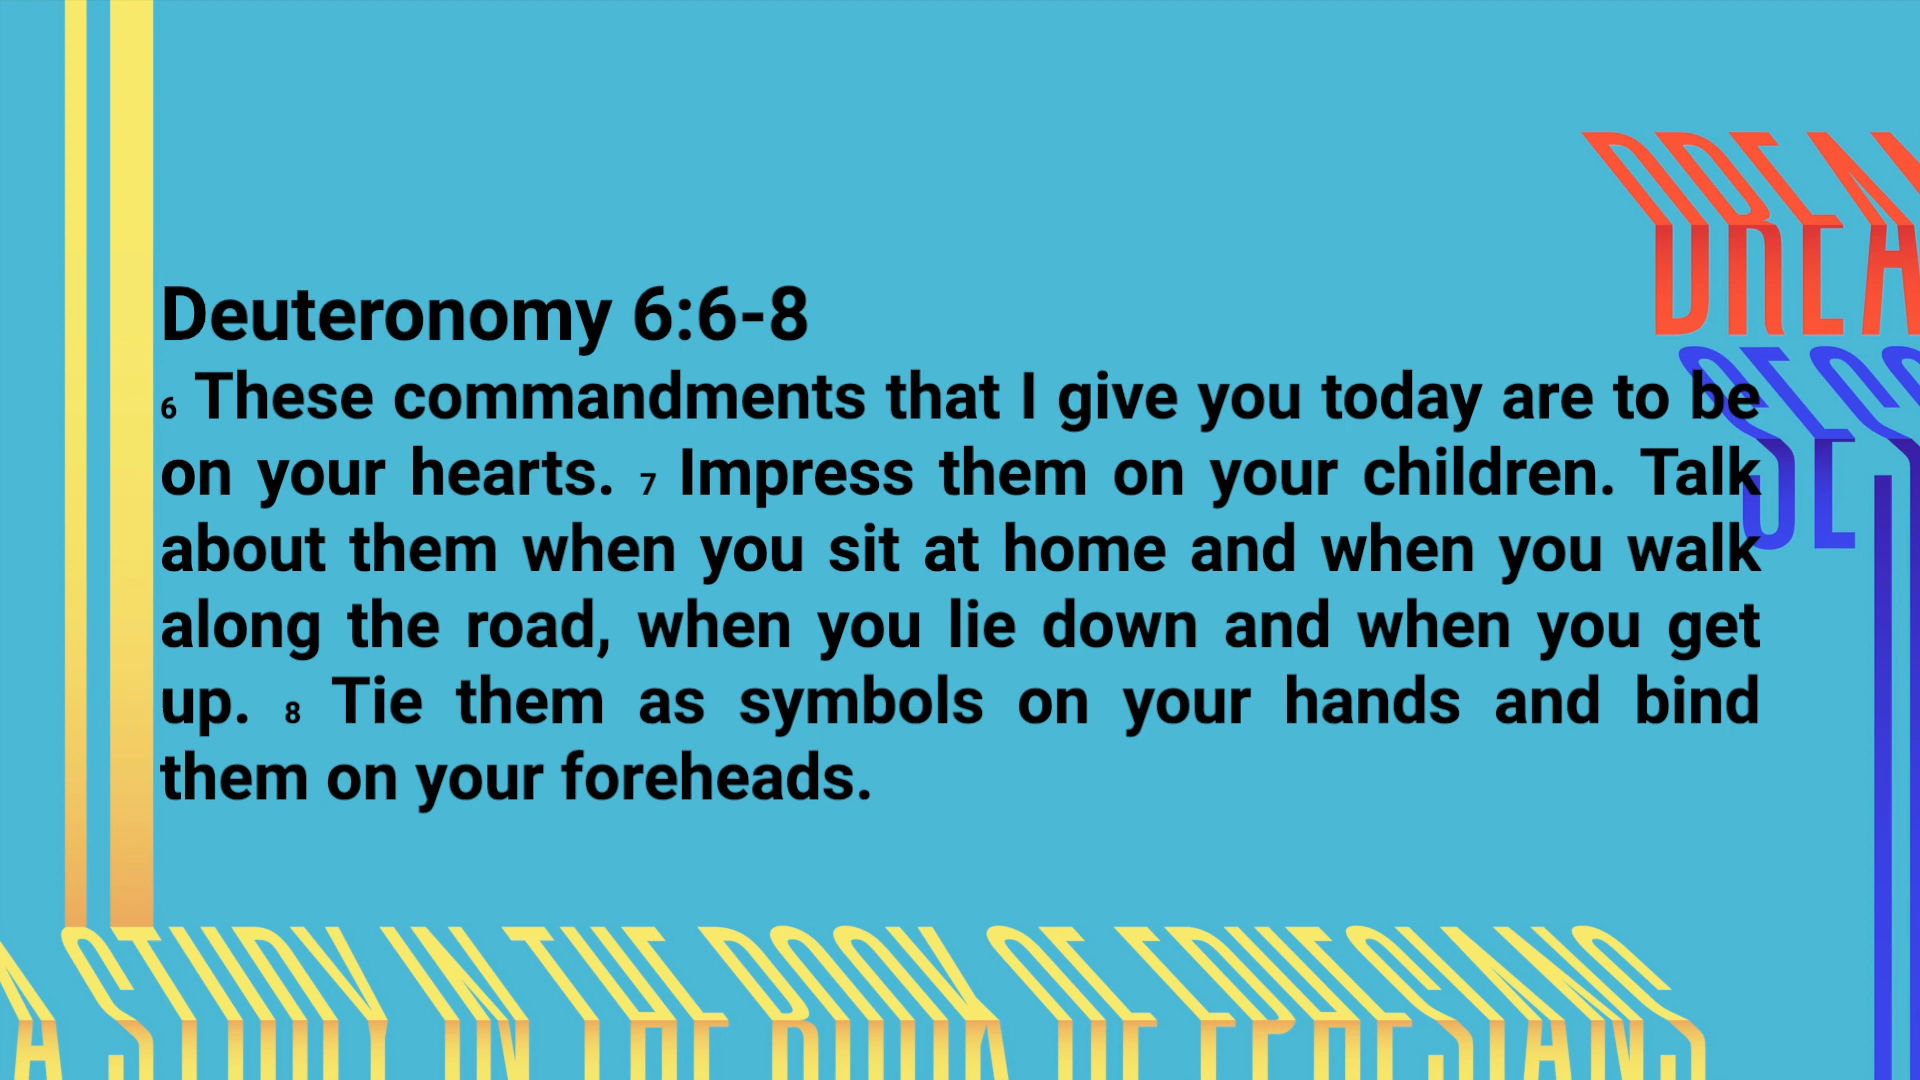 Deuteronomy 6:6-8
6 These commandments that I give you today are to be
on your hearts. 7 Impress them on your children. Talk
about them when you sit at home and when you walk
along the road, when you lie down and when you get
up. 8 Tie them as symbols on your hands and bind
them on your foreheads.
A STUDY IN THE BOOK OF EPHESIANS